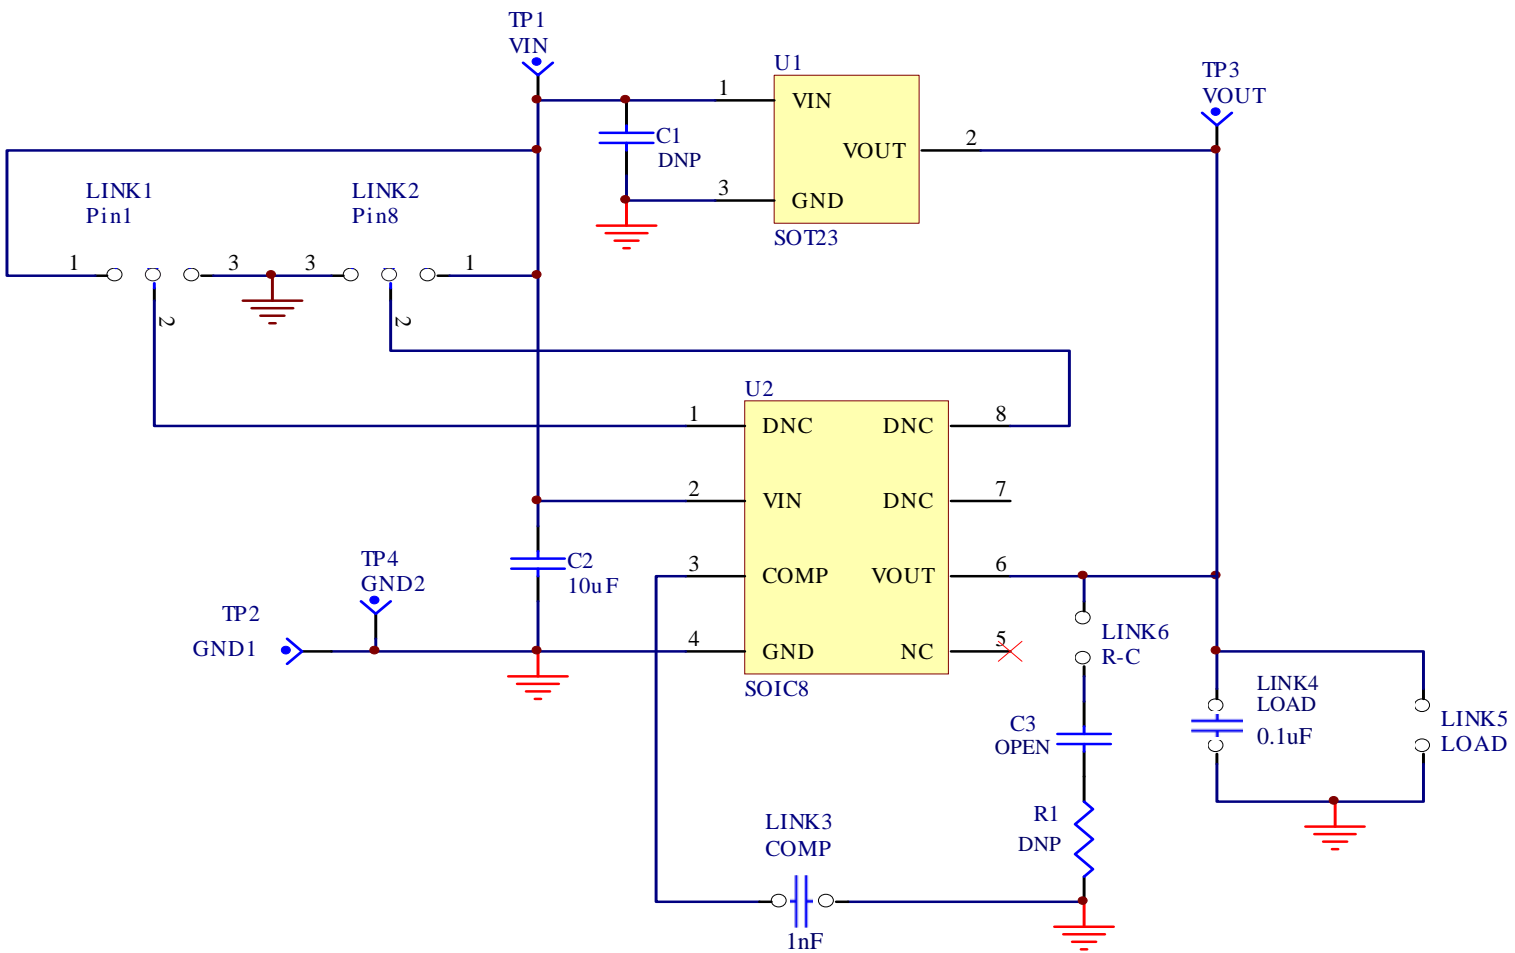 TP1
VIN
U1
1
VIN
C1
DNP
VOUT
2
3
GND
SOT23
TP3
VOUT
LINK1
Pin1
LINK2
Pin8
1
3
3
1
2
2
U2
1
DNC
DNC
8
2
VIN
DNC
7
3
COMP
VOUT
6
4
GND
NC
5
SOIC8
C2
10uF
TP4
GND2
TP2
GND1
LINK6
R-C
C3
OPEN
R1
DNP
LINK4
LOAD
0.1uF
LINK5
LOAD
LINK3
COMP
1nF